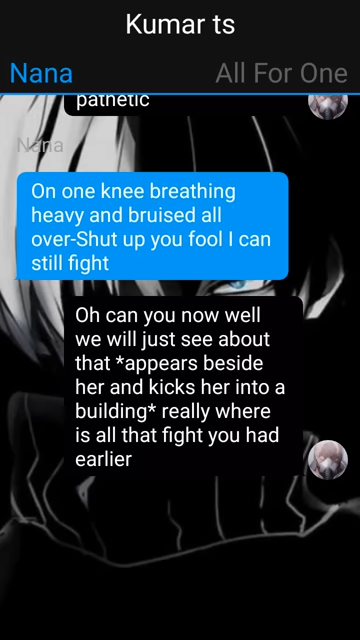 Kumar ts
Nana
All For One
pathetic
Nana
On one knee breathing
heavy and bruised all
over-Shut up you fool I can
still fight
Oh can you now well
we will just see about
that *appears beside
her and kicks her into a
building* really where
is all that fight you had
earlier